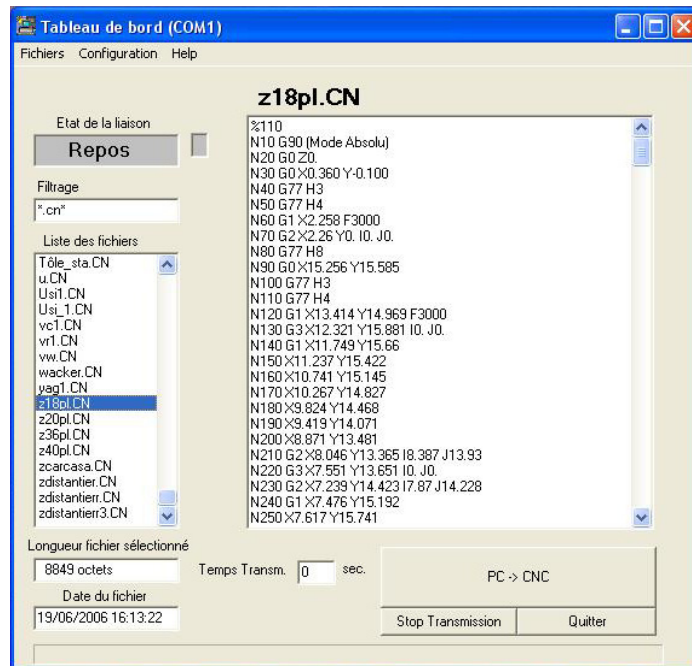 Tableau de bord (COM1)
Fichiers Configuration Help
z18pl.CN
Etat de la liaison
Repos
Filtrage
*.cn*
Liste des fichiers
Tôle_sta.CN
u.CN
Usi1.CN
Usi_1.CN
vc1.CN
vr1.CN
vw.CN
wacker.CN
yag1.CN
z18pl.CN
z20pl.CN
z36pl.CN
z40pl.CN
zcarcasa.CN
zdistantier.CN
zdistantierr.CN
zdistantierr3.CN
%110
N10 G90 (Mode Absolu)
N20 G0 Z0.
N30 G0 X0.360 Y-0.100
N40 G77 H3
N50 G77 H4
N60 G1 X2.258 F3000
N70 G2 X2.26 Y0. I0. J0.
N80 G77 H8
N90 G0 X15.256 Y15.585
N100 G77 H3
N110 G77 H4
N120 G1 X13.414 Y14.969 F3000
N130 G3 X12.321 Y15.881 I0. J0.
N140 G1 X11.749 Y15.66
N150 X11.237 Y15.422
N160 X10.741 Y15.145
N170 X10.267 Y14.827
N180 X9.824 Y14.468
N190 X9.419 Y14.071
N200 X8.871 Y13.481
N210 G2 X8.046 Y13.365 I8.387 J13.93
N220 G3 X7.551 Y13.651 I0. J0.
N230 G2 X7.239 Y14.423 I7.87 J14.228
N240 G1 X7.476 Y15.192
N250 X7.617 Y15.741
Longueur fichier sélectionné
8849 octets
Date du fichier
19/06/2006 16:13:22
Temps Transm. 0 sec.
PC -> CNC
Stop Transmission
Quitter